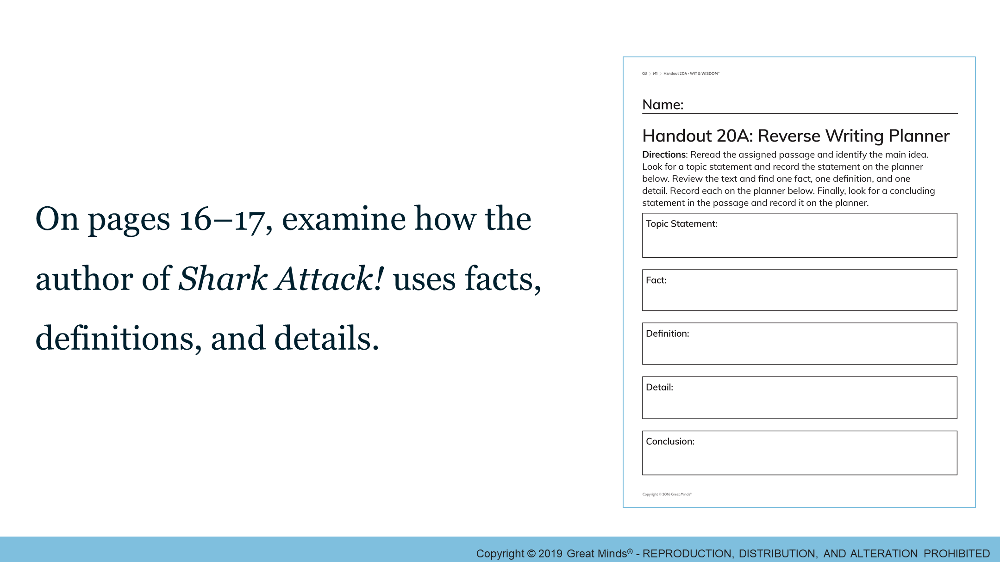 On pages 16–17, examine how the
author of Shark Attack! uses facts,
definitions, and details.
G3 > M1 > Handout 20A • WIT & WISDOM™
Name:
Handout 20A: Reverse Writing Planner
Directions: Reread the assigned passage and identify the main idea.
Look for a topic statement and record the statement on the planner
below. Review the text and find one fact, one definition, and one
detail. Record each on the planner below. Finally, look for a concluding
statement in the passage and record it on the planner.
Topic Statement:
Fact:
Definition:
Detail:
Conclusion:
Copyright © 2016 Great Minds®
Copyright © 2019 Great Minds® - REPRODUCTION, DISTRIBUTION, AND ALTERATION PROHIBITED